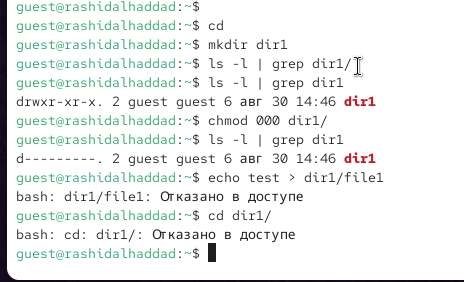 guest@rashidalhaddad:~$
guest@rashidalhaddad:~$ cd
guest@rashidalhaddad:~$ mkdir dir1
guest@rashidalhaddad:~$ ls -l | grep dir1/
guest@rashidalhaddad:~$ ls -l | grep dir1
drwxr-xr-x. 2 guest guest 6 авг 30 14:46 dir1
guest@rashidalhaddad:~$ chmod 000 dir1/
guest@rashidalhaddad:~$ ls -l | grep dir1
d---------. 2 guest guest 6 авг 30 14:46 dir1
guest@rashidalhaddad:~$ echo test > dir1/file1
bash: dir1/file1: Отказано в доступе
guest@rashidalhaddad:~$ cd dir1/
bash: cd: dir1/: Отказано в доступе
guest@rashidalhaddad:~$